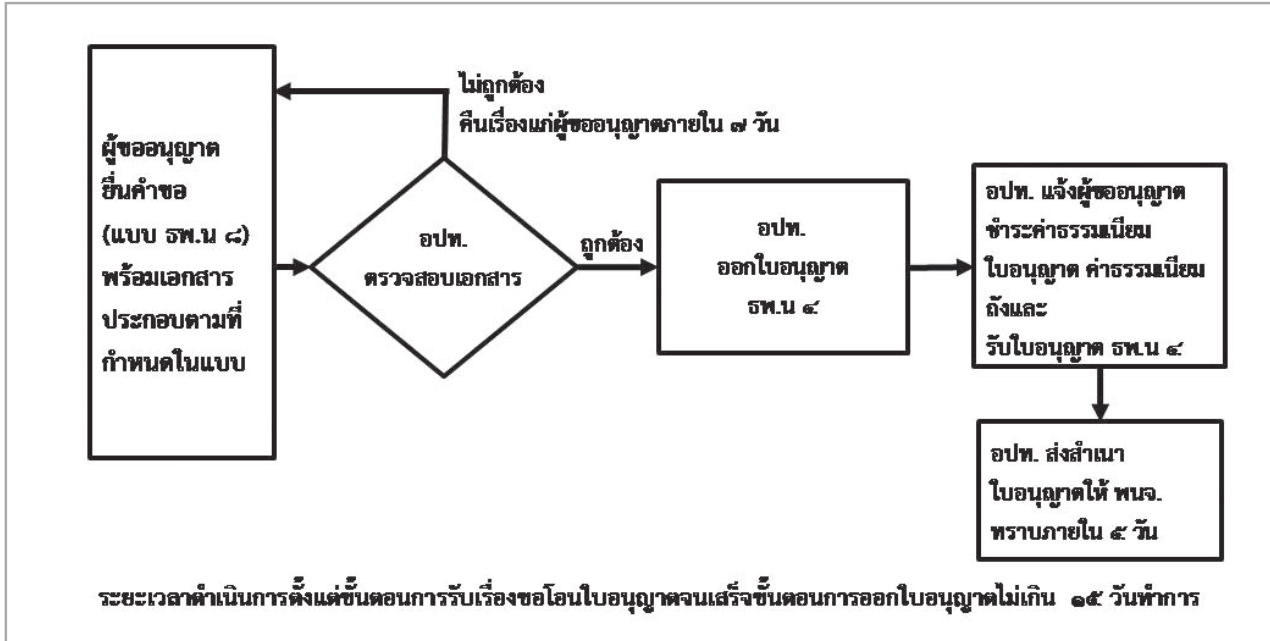 ไม่ถูกต้อง
คืนเรื่องแก่ผู้ขออนุญาตภายใน ๗ วัน
ผู้ขออนุญาต
ยื่นคำขอ
(แบบ ธพ.น ๘)
พร้อมเอกสาร
ประกอบตามที่
กำหนดในแบบ
อปท.
ตรวจสอบเอกสาร
ถูกต้อง
อปท.
ออกใบอนุญาต
ธพ.น ๔
อปท. แจ้งผู้ขออนุญาต
ชำระค่าธรรมเนียม
ใบอนุญาต ค่าธรรมเนียม
ถังและ
รับใบอนุญาต ธพ.น ๔
อปท. ส่งสำเนา
ใบอนุญาตให้ พนจ.
ทราบภายใน ๕ วัน
ระยะเวลาดำเนินการตั้งแต่ขั้นตอนการรับเรื่องขอโอนใบอนุญาตจนเสร็จขั้นตอนการออกใบอนุญาตไม่เกิน ๑๕ วันทำการ